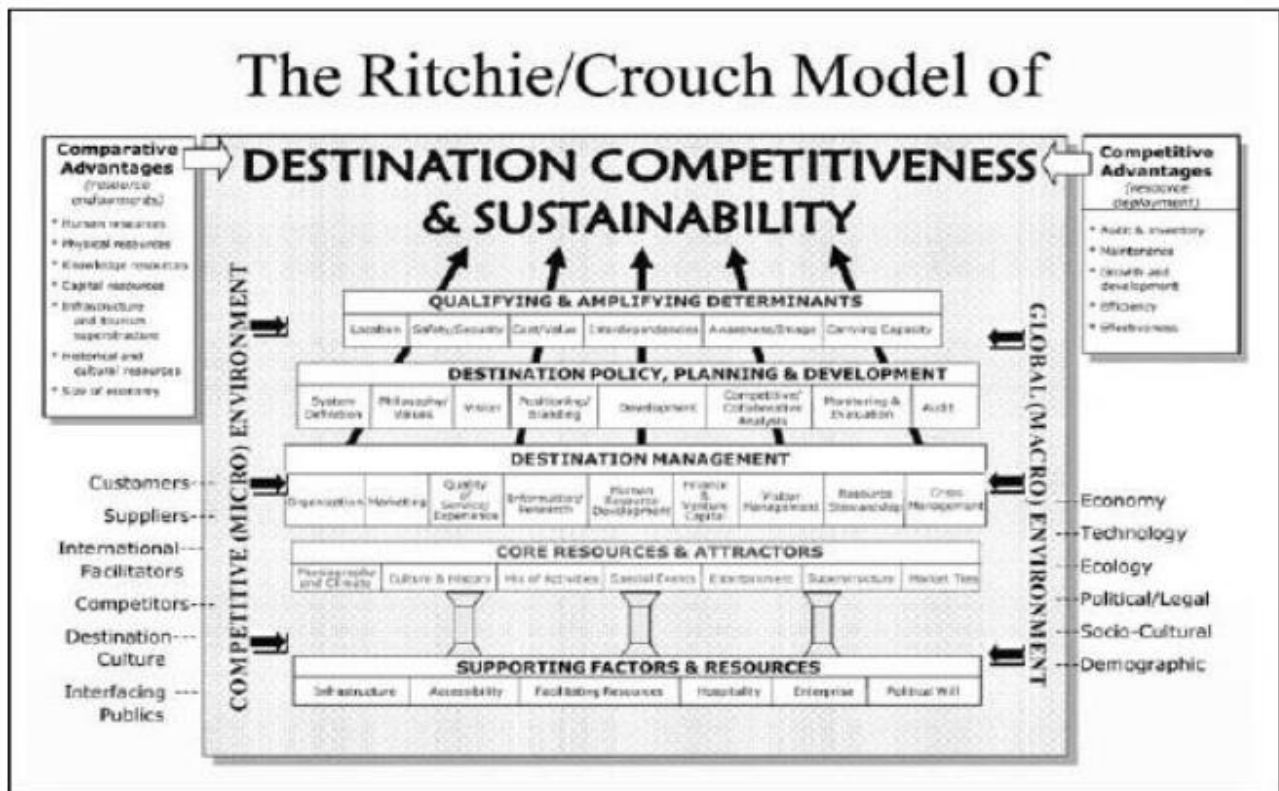 The Ritchie/Crouch Model of
DESTINATION COMPETITIVENESS
& SUSTAINABILITY
Comparative
Advantages
(resource
endowments)
* Human resources
* Physical resources
* Knowledge resources
* Capital resources
* Infrastructure
and tourism
superstructure
* Historical and
cultural resources
* Size of economy
Competitive
Advantages
(resource
deployment)
* Audit & inventory
* Maintenance
* Growth and
development
* Efficiency
* Effectiveness
COMPETITIVE (MICRO) ENVIRONMENT
GLOBAL (MACRO) ENVIRONMENT
QUALIFYING & AMPLIFYING DETERMINANTS
Location
Safety/Security
Cost/Value
Interdependencies
Awareness/Image
Carrying Capacity
DESTINATION POLICY, PLANNING & DEVELOPMENT
System
Definition
Philosophy/
Values
Vision
Positioning/
Branding
Development
Competitive/
Collaborative
Analysis
Monitoring &
Evaluation
Audit
DESTINATION MANAGEMENT
Organization
Marketing
Quality
of
Service/
Experience
Information/
Research
Human
Resource
Development
Finance
&
Venture
Capital
Visitor
Management
Resource
Stewardship
Crisis
Management
CORE RESOURCES & ATTRACTORS
Physiography
and Climate
Culture & History
Mix of Activities
Special Events
Entertainment
Superstructure
Market Ties
SUPPORTING FACTORS & RESOURCES
Infrastructure
Accessibility
Facilitating Resources
Hospitality
Enterprise
Political Will
Customers
Suppliers
International
Facilitators
Competitors
Destination
Culture
Interfacing
Publics
Economy
Technology
Ecology
Political/Legal
Socio-Cultural
Demographic